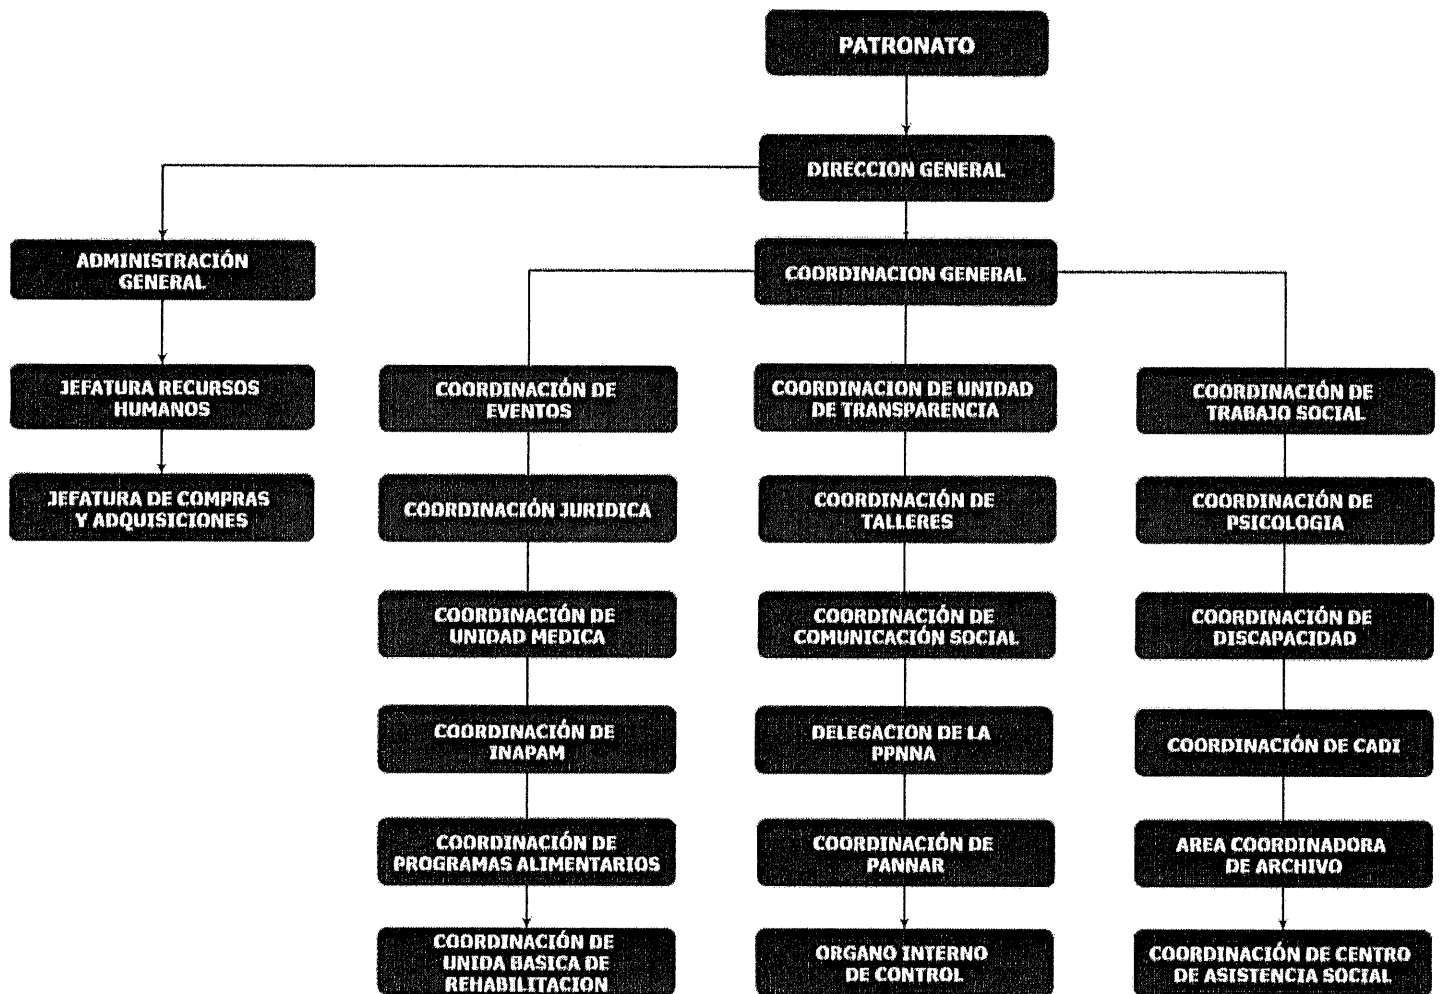 PATRONATO
DIRECCION GENERAL
ADMINISTRACIÓN
GENERAL
COORDINACION GENERAL
JEFATURA RECURSOS
HUMANOS
JEFATURA DE COMPRAS
Y ADQUISICIONES
COORDINACIÓN DE
EVENTOS
COORDINACIÓN JURIDICA
COORDINACIÓN DE
UNIDAD MEDICA
COORDINACIÓN DE
INAPAM
COORDINACIÓN DE
PROGRAMAS ALIMENTARIOS
COORDINACIÓN DE
UNIDA BASICA DE
REHABILITACION
COORDINACION DE UNIDAD
DE TRANSPARENCIA
COORDINACIÓN DE
TALLERES
COORDINACIÓN DE
COMUNICACIÓN SOCIAL
DELEGACION DE LA
PPNNA
COORDINACIÓN DE
PANNAR
ORGANO INTERNO
DE CONTROL
COORDINACIÓN DE
TRABAJO SOCIAL
COORDINACIÓN DE
PSICOLOGIA
COORDINACIÓN DE
DISCAPACIDAD
COORDINACIÓN DE CADI
AREA COORDINADORA
DE ARCHIVO
COORDINACIÓN DE CENTRO
DE ASISTENCIA SOCIAL